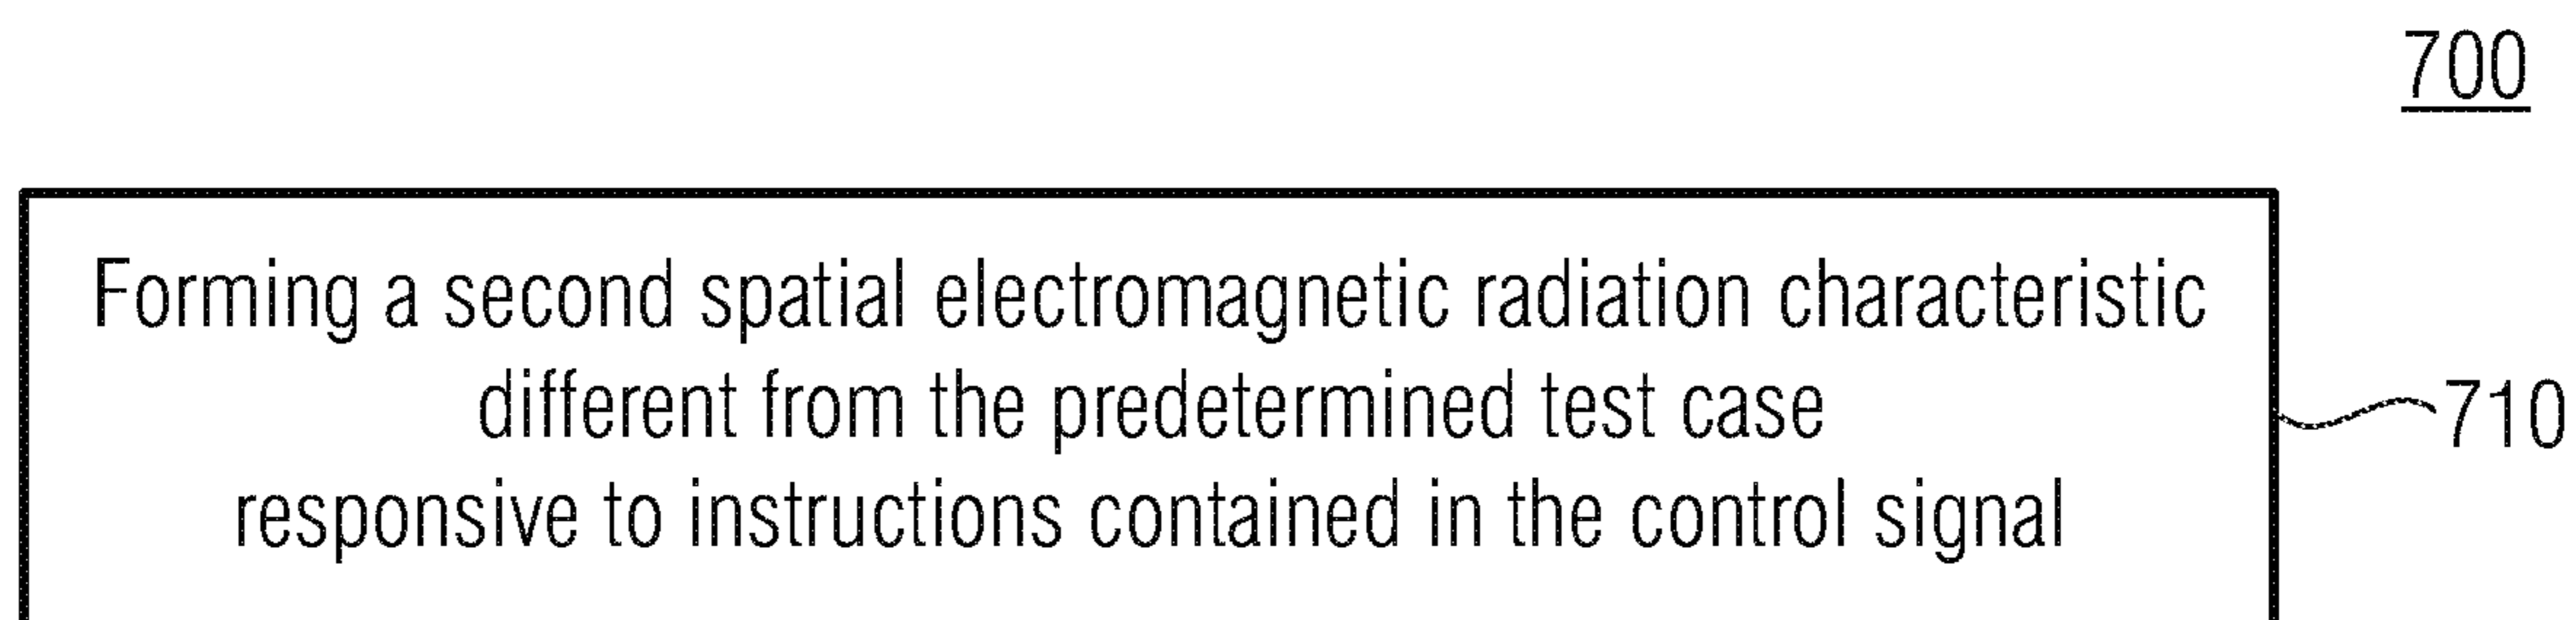 700
Forming a second spatial electromagnetic radiation characteristic
different from the predetermined test case
710
responsive to instructions contained in the control signal